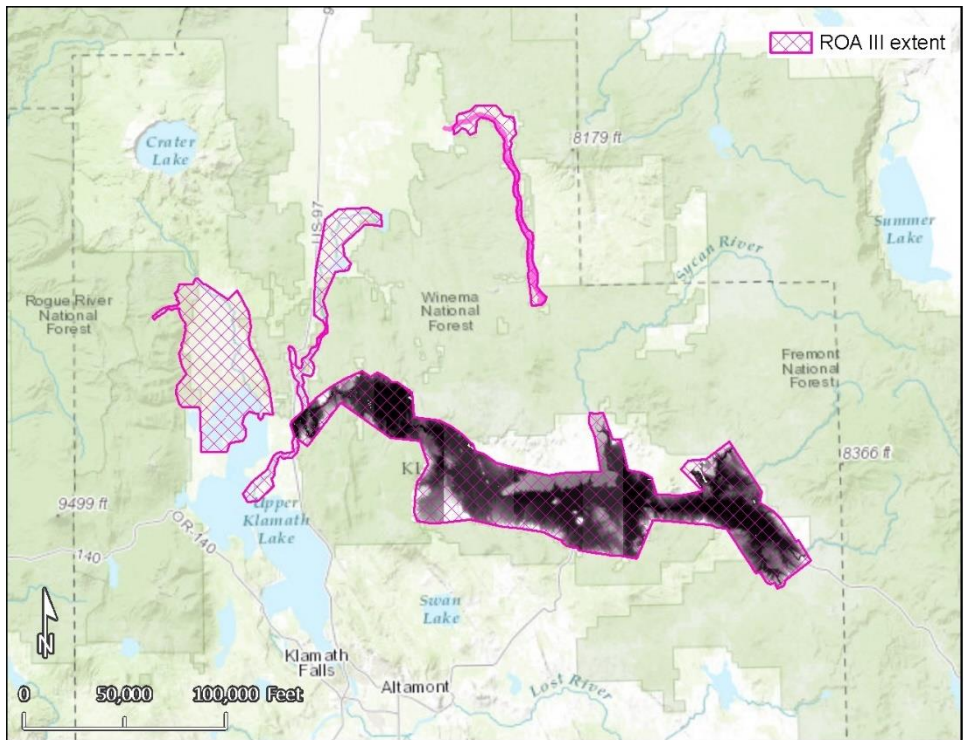 ROA III extent
8179 ft
Crater
Lake
US-97
Summer
Lake
Sycan River
Rogue River
National
Forest
Winema
National
Forest
Fremont
National
Forest
8366 ft
KL
9499 ft
Upper
Klamath
Lake
OR-140
140
Swan
Lake
N
Klamath
Falls
Altamont
Lost River
0 50,000 100,000 Feet